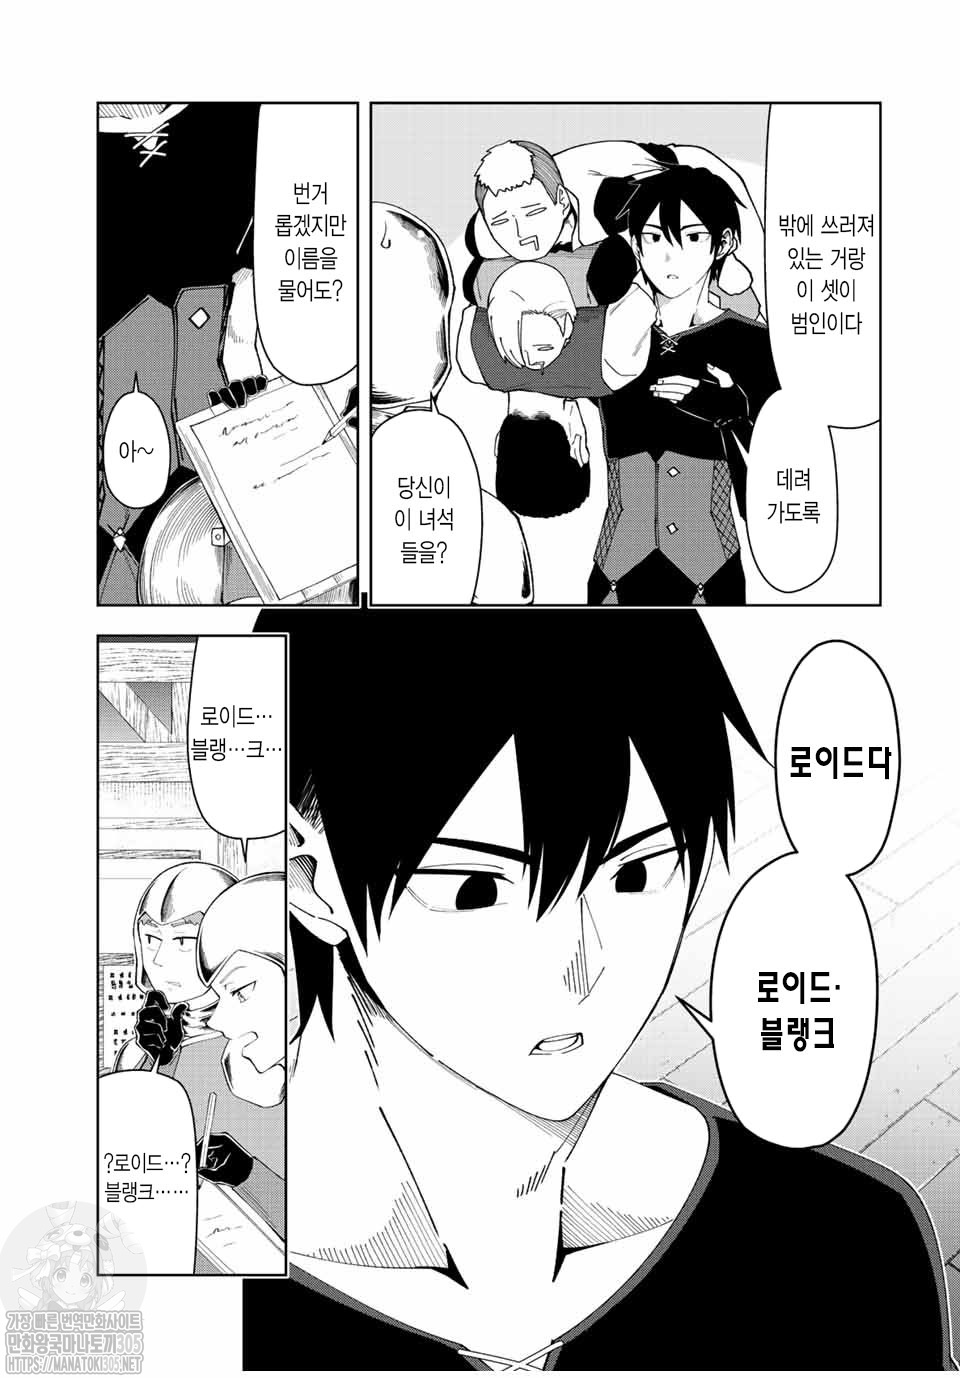 밖에 쓰러져
있는 거랑
이 셋이
범인이다
데려
가도록
당신이
이 녀석
들을?
번거
롭겠지만
이름을
물어도?
아~
로이드다
로이드·
블랭크
로이드…
블랭…크…
?로이드…?
블랭크……
가장 빠른 번역만화사이트
만화왕국마나토끼305
HTTPS://MANATOKI305.NET